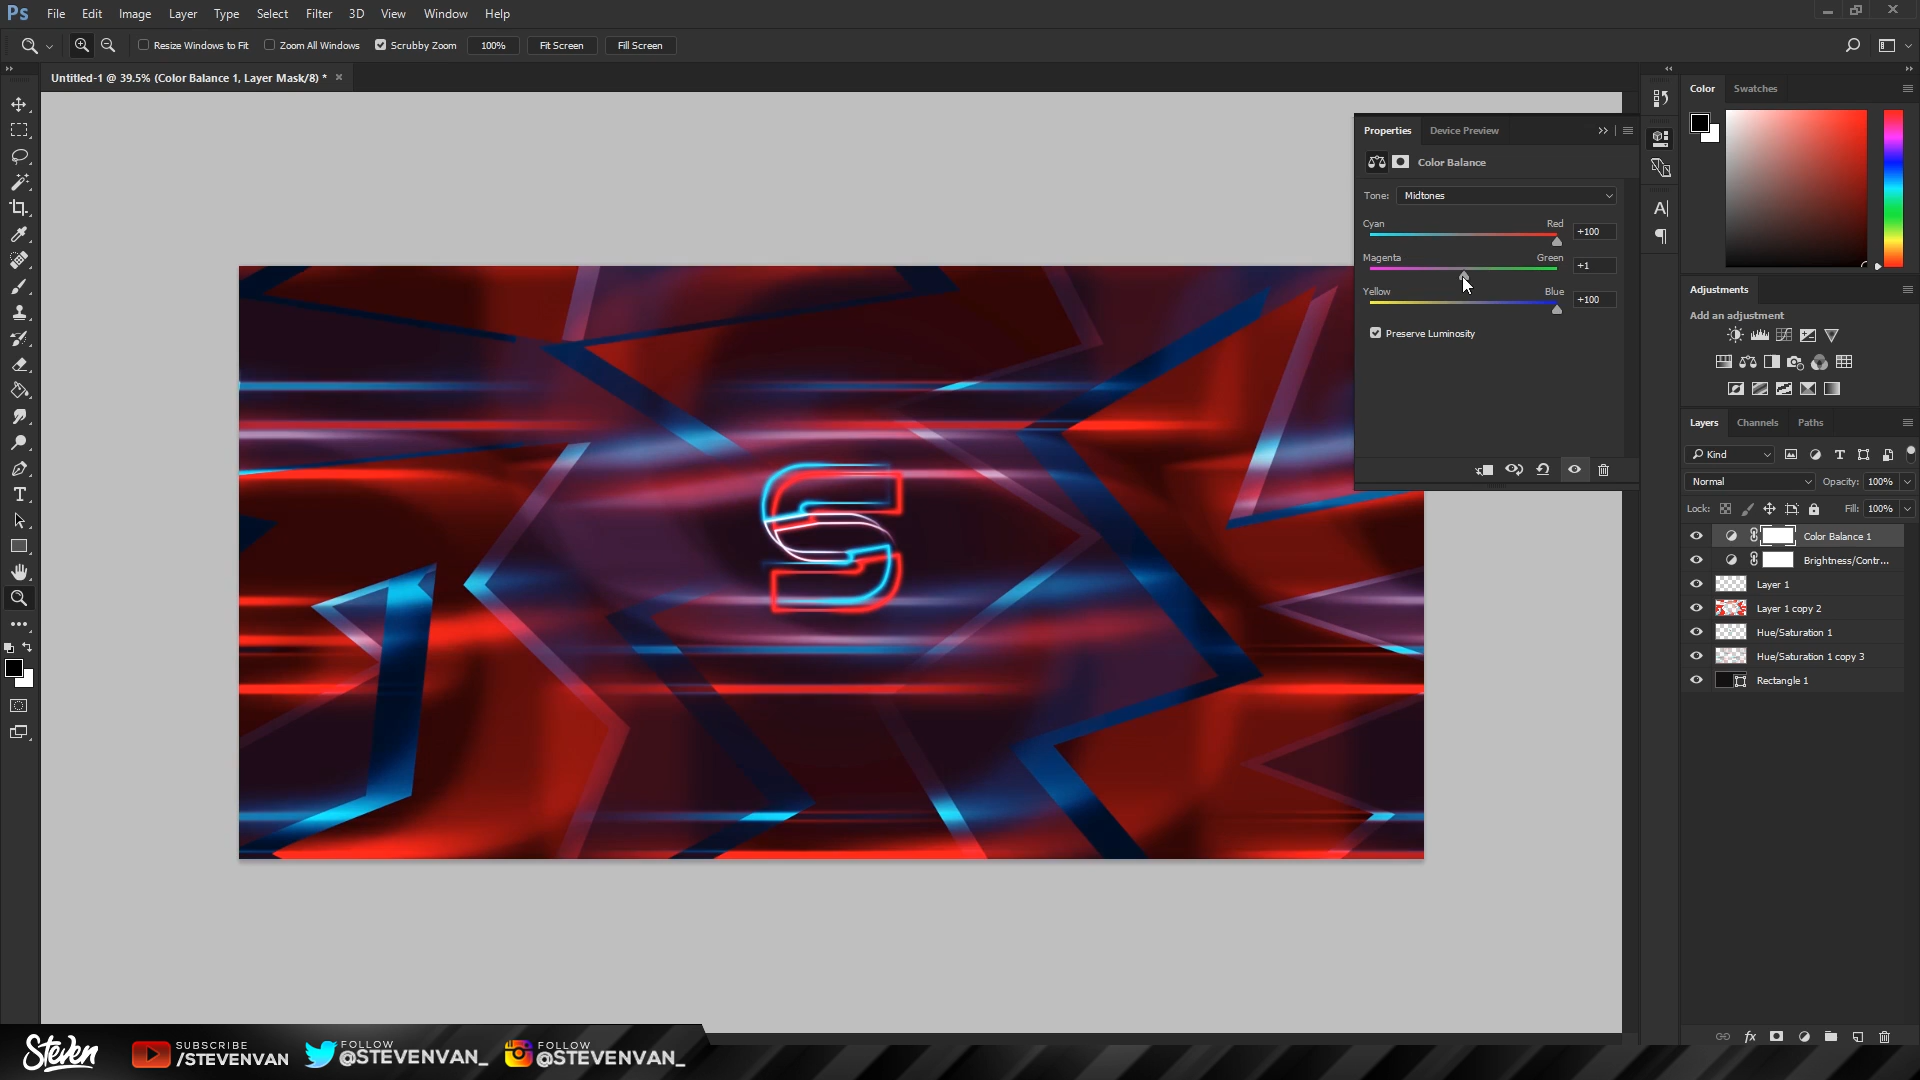 Ps File Edit Image Layer Type Select Filter 3D View Window Help
Resize Windows to Fit Zoom All Windows Scrubby Zoom 100% Fit Screen Fill Screen
Untitled-1 @ 39.5% (Color Balance 1, Layer Mask/8) * ×
Properties Device Preview
Color Balance
Tone: Midtones
Cyan Red +100
Magenta Green +1
Yellow Blue +100
Preserve Luminosity
S
Color Swatches
Adjustments
Add an adjustment
Layers Channels Paths
Kind
Normal Opacity: 100%
Lock: Fill: 100%
Color Balance 1
Brightness/Contr...
Layer 1
Layer 1 copy 2
Hue/Saturation 1
Hue/Saturation 1 copy 3
Rectangle 1
Steven
SUBSCRIBE
/STEVENVAN
FOLLOW
@STEVENVAN_
FOLLOW
@STEVENVAN_